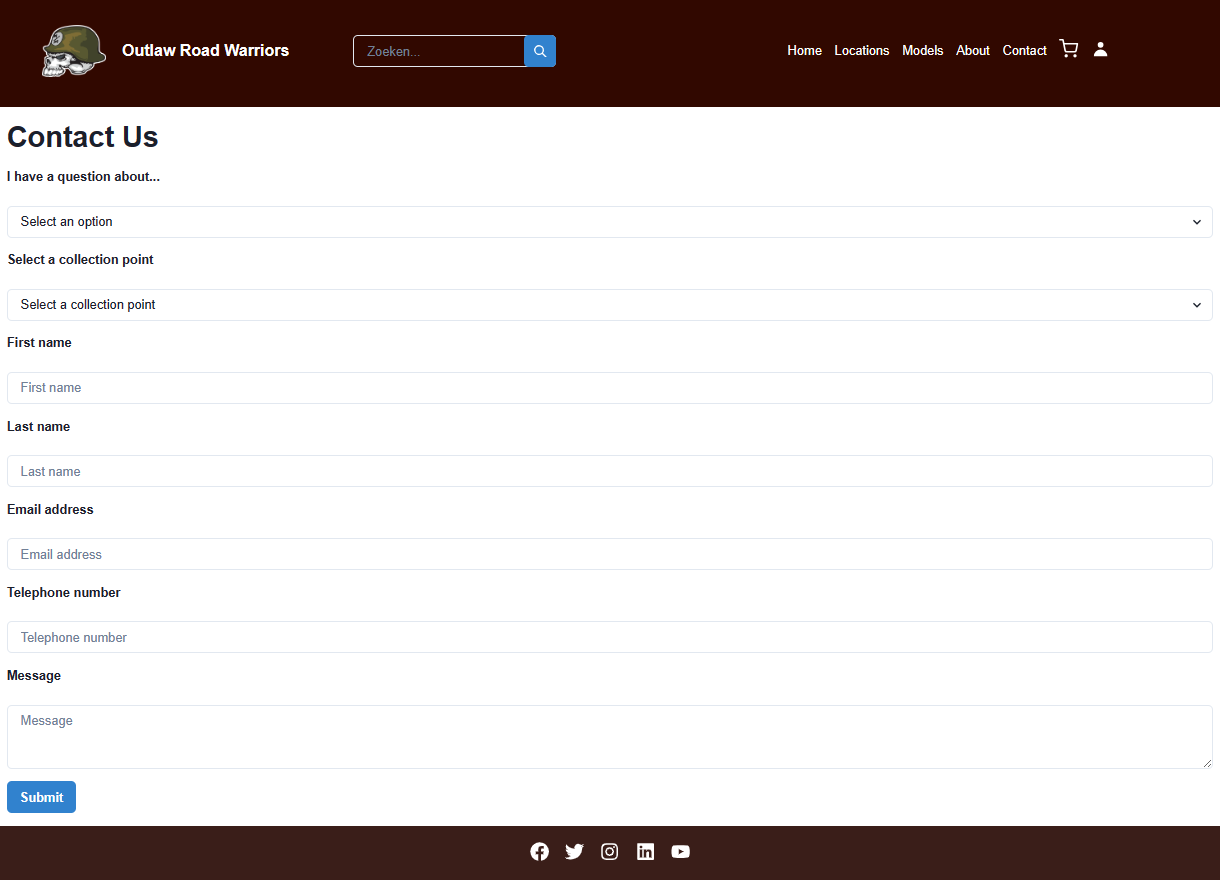 Outlaw Road Warriors
Zoeken...
Home Locations Models About Contact
Contact Us
I have a question about...
Select an option
Select a collection point
Select a collection point
First name
First name
Last name
Last name
Email address
Email address
Telephone number
Telephone number
Message
Message
Submit